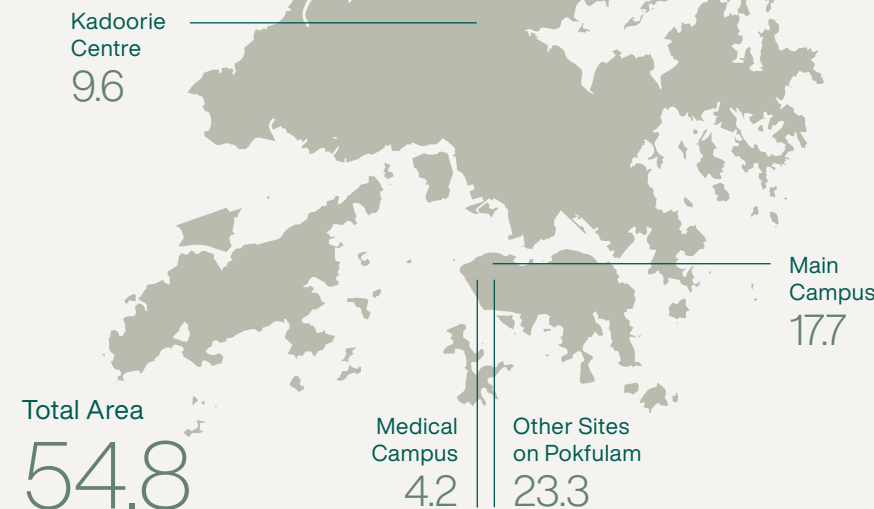 Kadoorie
Centre
9.6
Main
Campus
17.7
Total Area
54.8
Medical
Campus
4.2
Other Sites
on Pokfulam
23.3